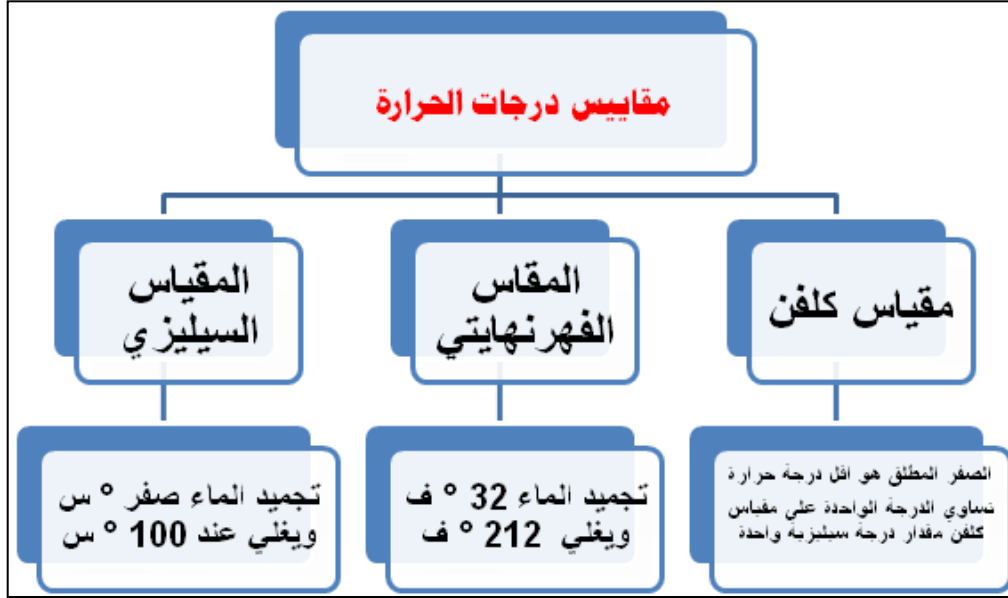 مقاييس درجات الحرارة
مقياس كلفن
المقاس
الفهرنهايتي
المقياس
السيليزي
الصفر المطلق هو اقل درجة حرارة
تساوي الدرجة الواحدة على مقياس
كلفن مقدار درجة سيليزية واحدة
تجميد الماء 32 ° ف
ويغلي 212 ° ف
تجميد الماء صفر ° س
ويغلي عند 100 ° س